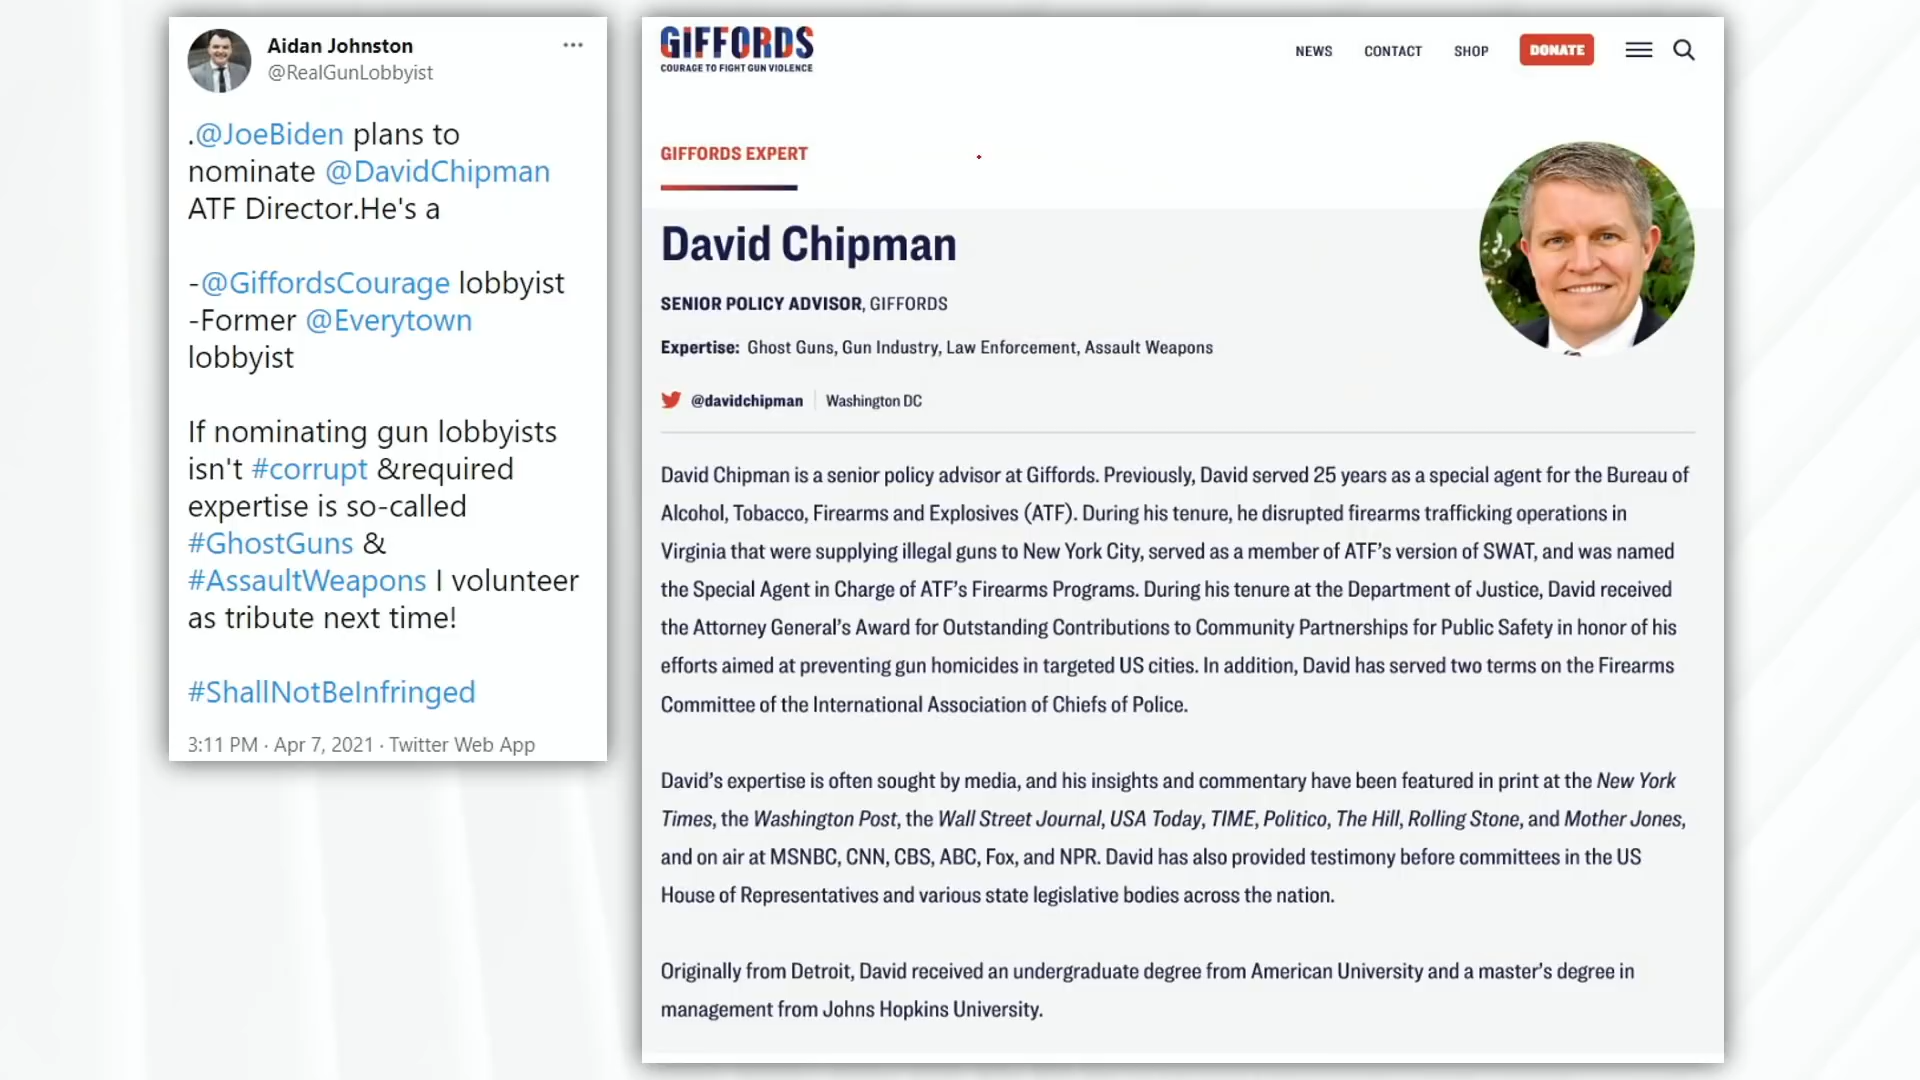 Aidan Johnston
@RealGunLobbyist
.@JoeBiden plans to
nominate @DavidChipman
ATF Director.He's a
-@GiffordsCourage lobbyist
-Former @Everytown
lobbyist
If nominating gun lobbyists
isn't #corrupt &required
expertise is so-called
#GhostGuns &
#AssaultWeapons I volunteer
as tribute next time!
#ShallNotBeInfringed
3:11 PM · Apr 7, 2021 · Twitter Web App
GIFFORDS
COURAGE TO FIGHT GUN VIOLENCE
NEWS CONTACT SHOP DONATE
GIFFORDS EXPERT
David Chipman
SENIOR POLICY ADVISOR, GIFFORDS
Expertise: Ghost Guns, Gun Industry, Law Enforcement, Assault Weapons
@davidchipman Washington DC
David Chipman is a senior policy advisor at Giffords. Previously, David served 25 years as a special agent for the Bureau of
Alcohol, Tobacco, Firearms and Explosives (ATF). During his tenure, he disrupted firearms trafficking operations in
Virginia that were supplying illegal guns to New York City, served as a member of ATF's version of SWAT, and was named
the Special Agent in Charge of ATF's Firearms Programs. During his tenure at the Department of Justice, David received
the Attorney General's Award for Outstanding Contributions to Community Partnerships for Public Safety in honor of his
efforts aimed at preventing gun homicides in targeted US cities. In addition, David has served two terms on the Firearms
Committee of the International Association of Chiefs of Police.
David's expertise is often sought by media, and his insights and commentary have been featured in print at the New York
Times, the Washington Post, the Wall Street Journal, USA Today, TIME, Politico, The Hill, Rolling Stone, and Mother Jones,
and on air at MSNBC, CNN, CBS, ABC, Fox, and NPR. David has also provided testimony before committees in the US
House of Representatives and various state legislative bodies across the nation.
Originally from Detroit, David received an undergraduate degree from American University and a master's degree in
management from Johns Hopkins University.